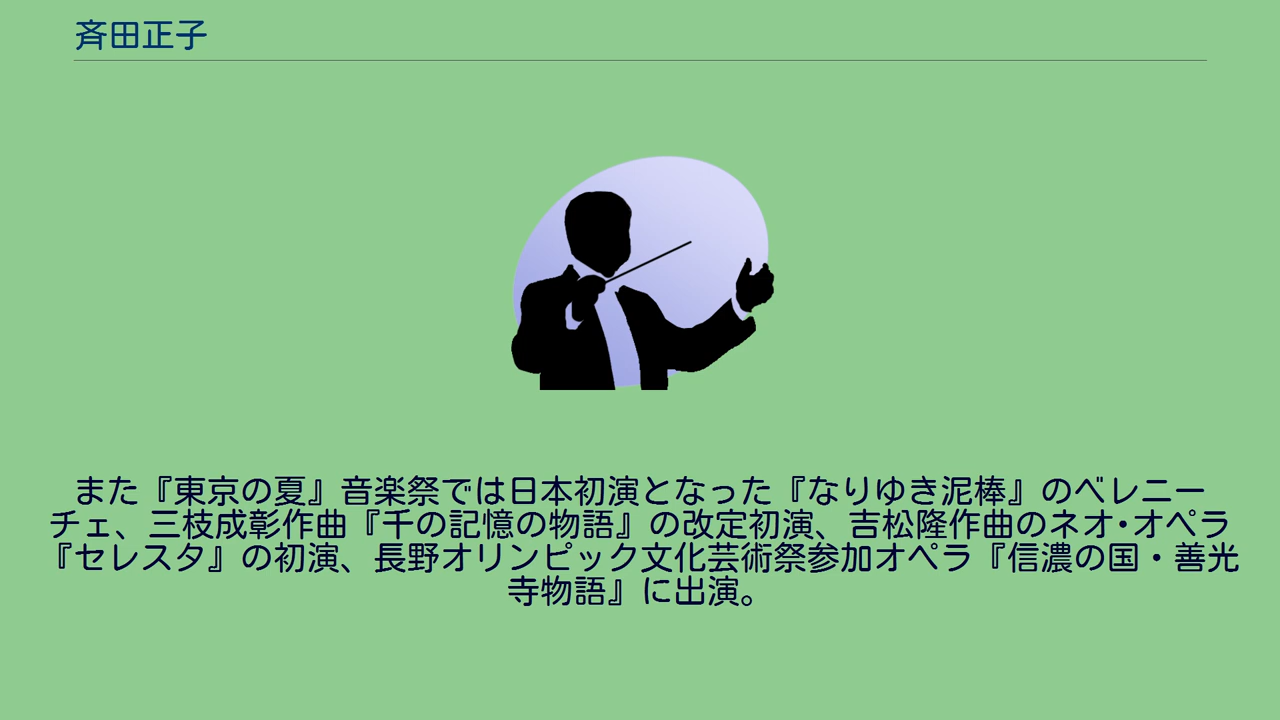 斉田正子
また『東京の夏』音楽祭では日本初演となった『なりゆき泥棒』のベレニー
チェ、三枝成彰作曲『千の記憶の物語』の改定初演、吉松隆作曲のネオ・オペラ
『セレスタ』の初演、長野オリンピック文化芸術祭参加オペラ『信濃の国・善光
寺物語』に出演。